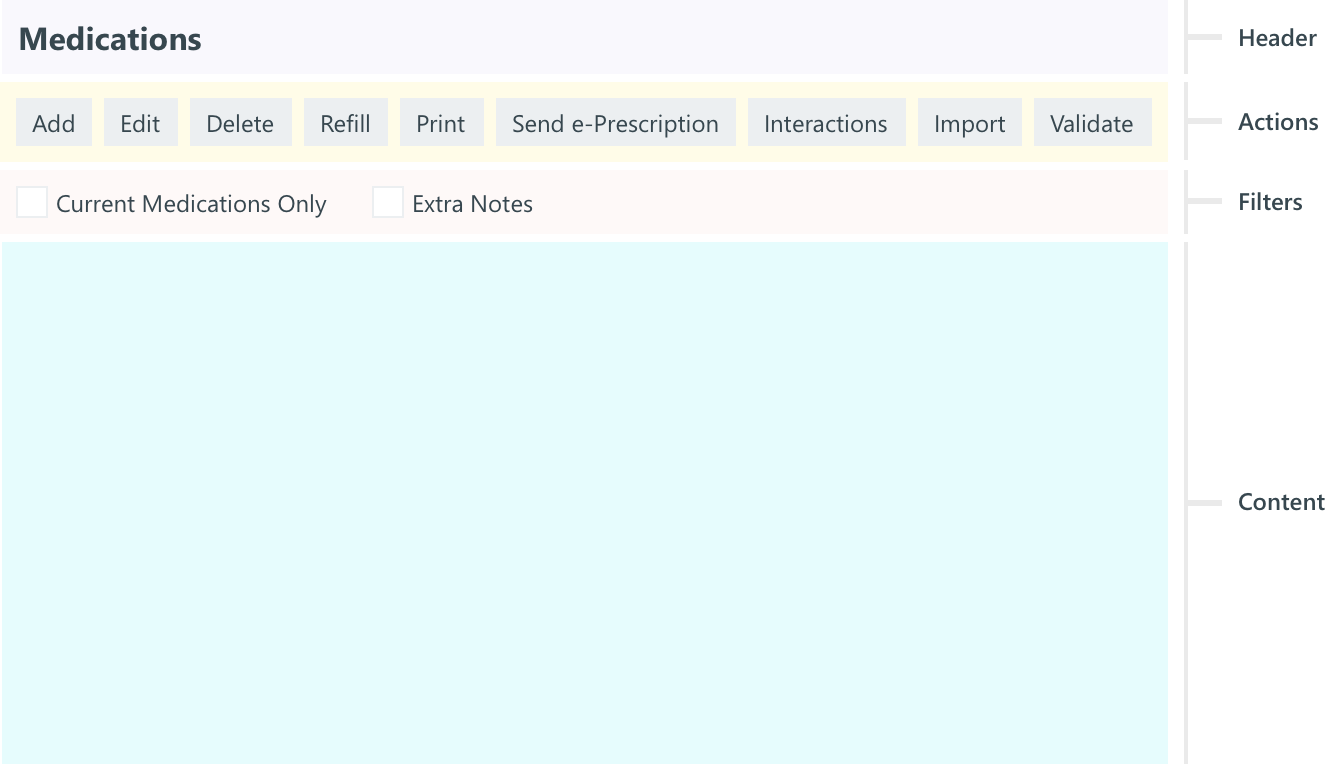 Medications
Header
Add Edit Delete Refill Print Send e-Prescription Interactions Import Validate
Actions
Current Medications Only Extra Notes
Filters
Content